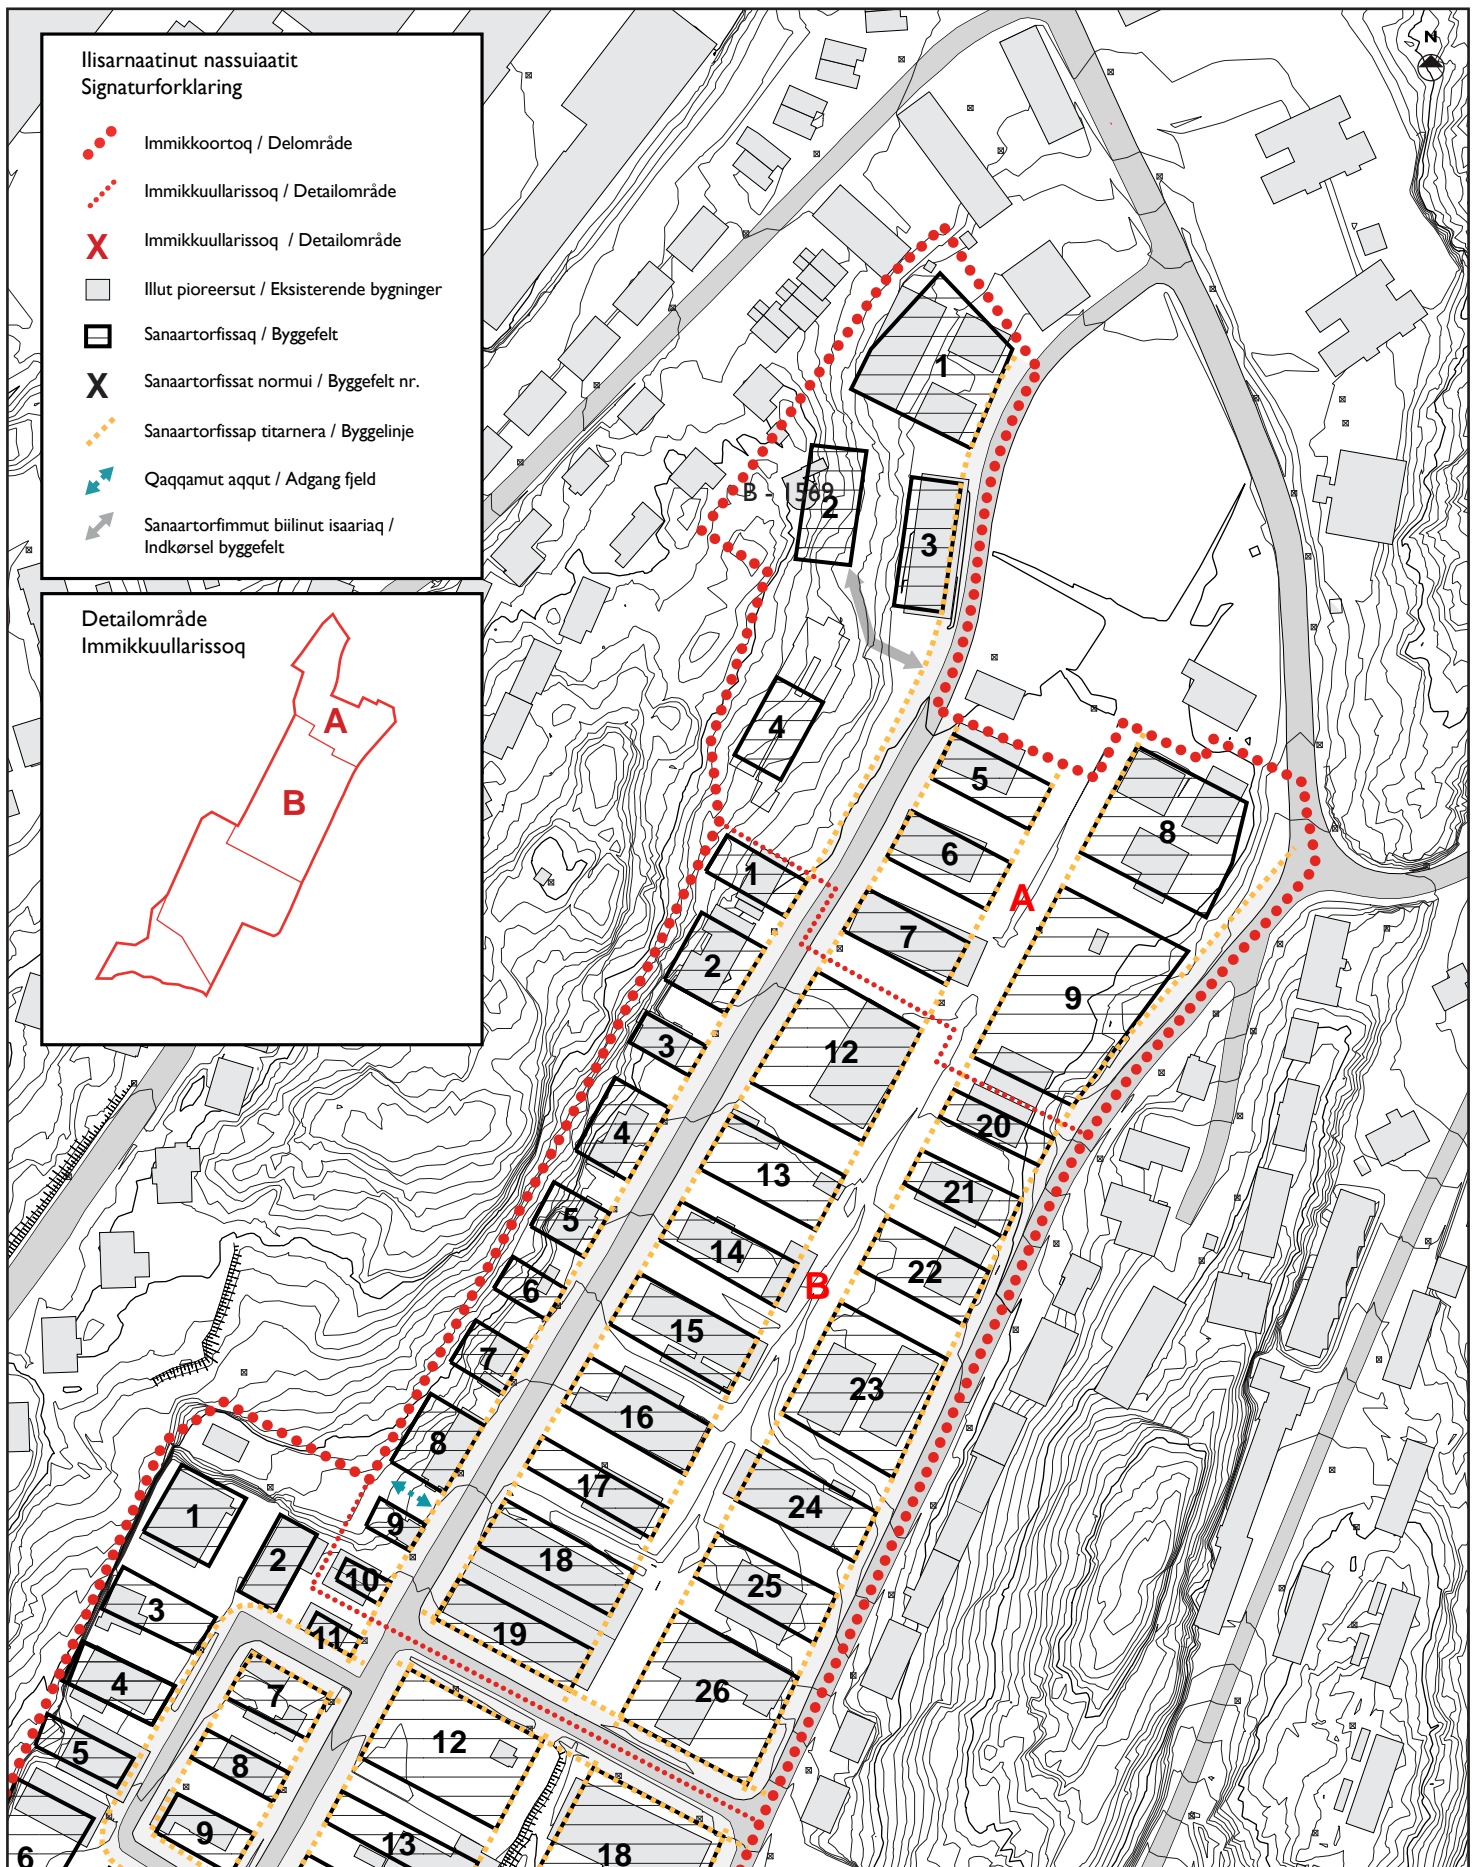 Ilisarnaatinut nassuiaatit
Signaturforklaring
Immikkoortoq / Delområde
Immikkuullarissoq / Detailområde
X Immikkuullarissoq / Detailområde
Illut pioreersut / Eksisterende bygninger
Sanaartorfissaq / Byggefelt
X Sanaartorfissat normui / Byggefelt nr.
Sanaartorfissap titarnera / Byggelinje
Qaqqamut aqqut / Adgang fjeld
Sanaartorfimmut biilinut isaariaq /
Indkørsel byggefelt
Detailområde
Immikkuullarissoq
A
B
N
1
B - 1569
2
3
4
5
6
7
8
9
A
1
2
3
4
5
6
7
8
9
10
11
12
13
14
15
16
17
18
19
20
21
22
23
24
25
26
B
1
2
3
4
5
6
7
8
9
12
13
18